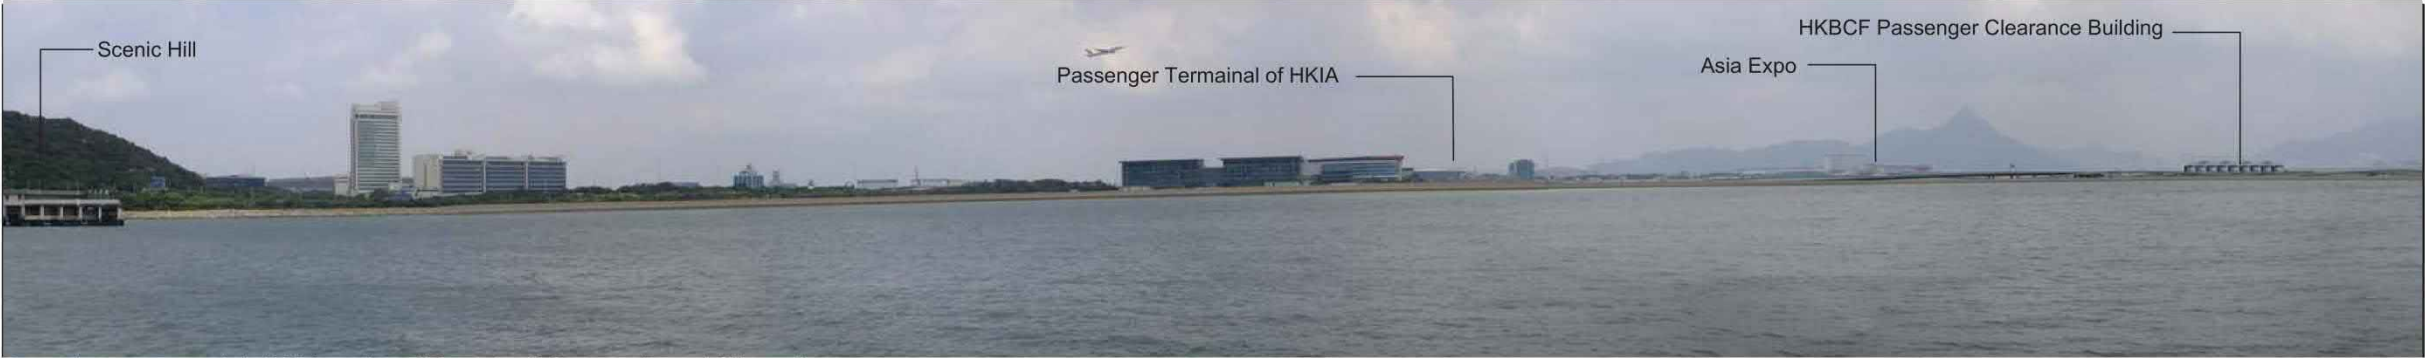 Scenic Hill
Passenger Termainal of HKIA
Asia Expo
HKBCF Passenger Clearance Building